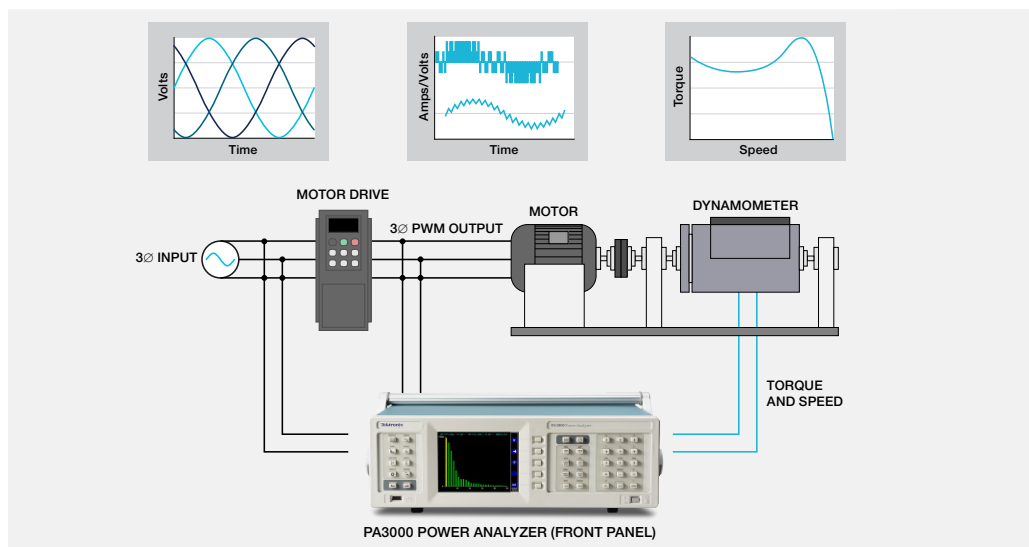 Volts
Time
Amps/Volts
Time
Torque
Speed
MOTOR DRIVE
3∅ PWM OUTPUT
MOTOR
DYNAMOMETER
3∅ INPUT
TORQUE
AND SPEED
Tektronix
PA3000 POWER ANALYZER (FRONT PANEL)